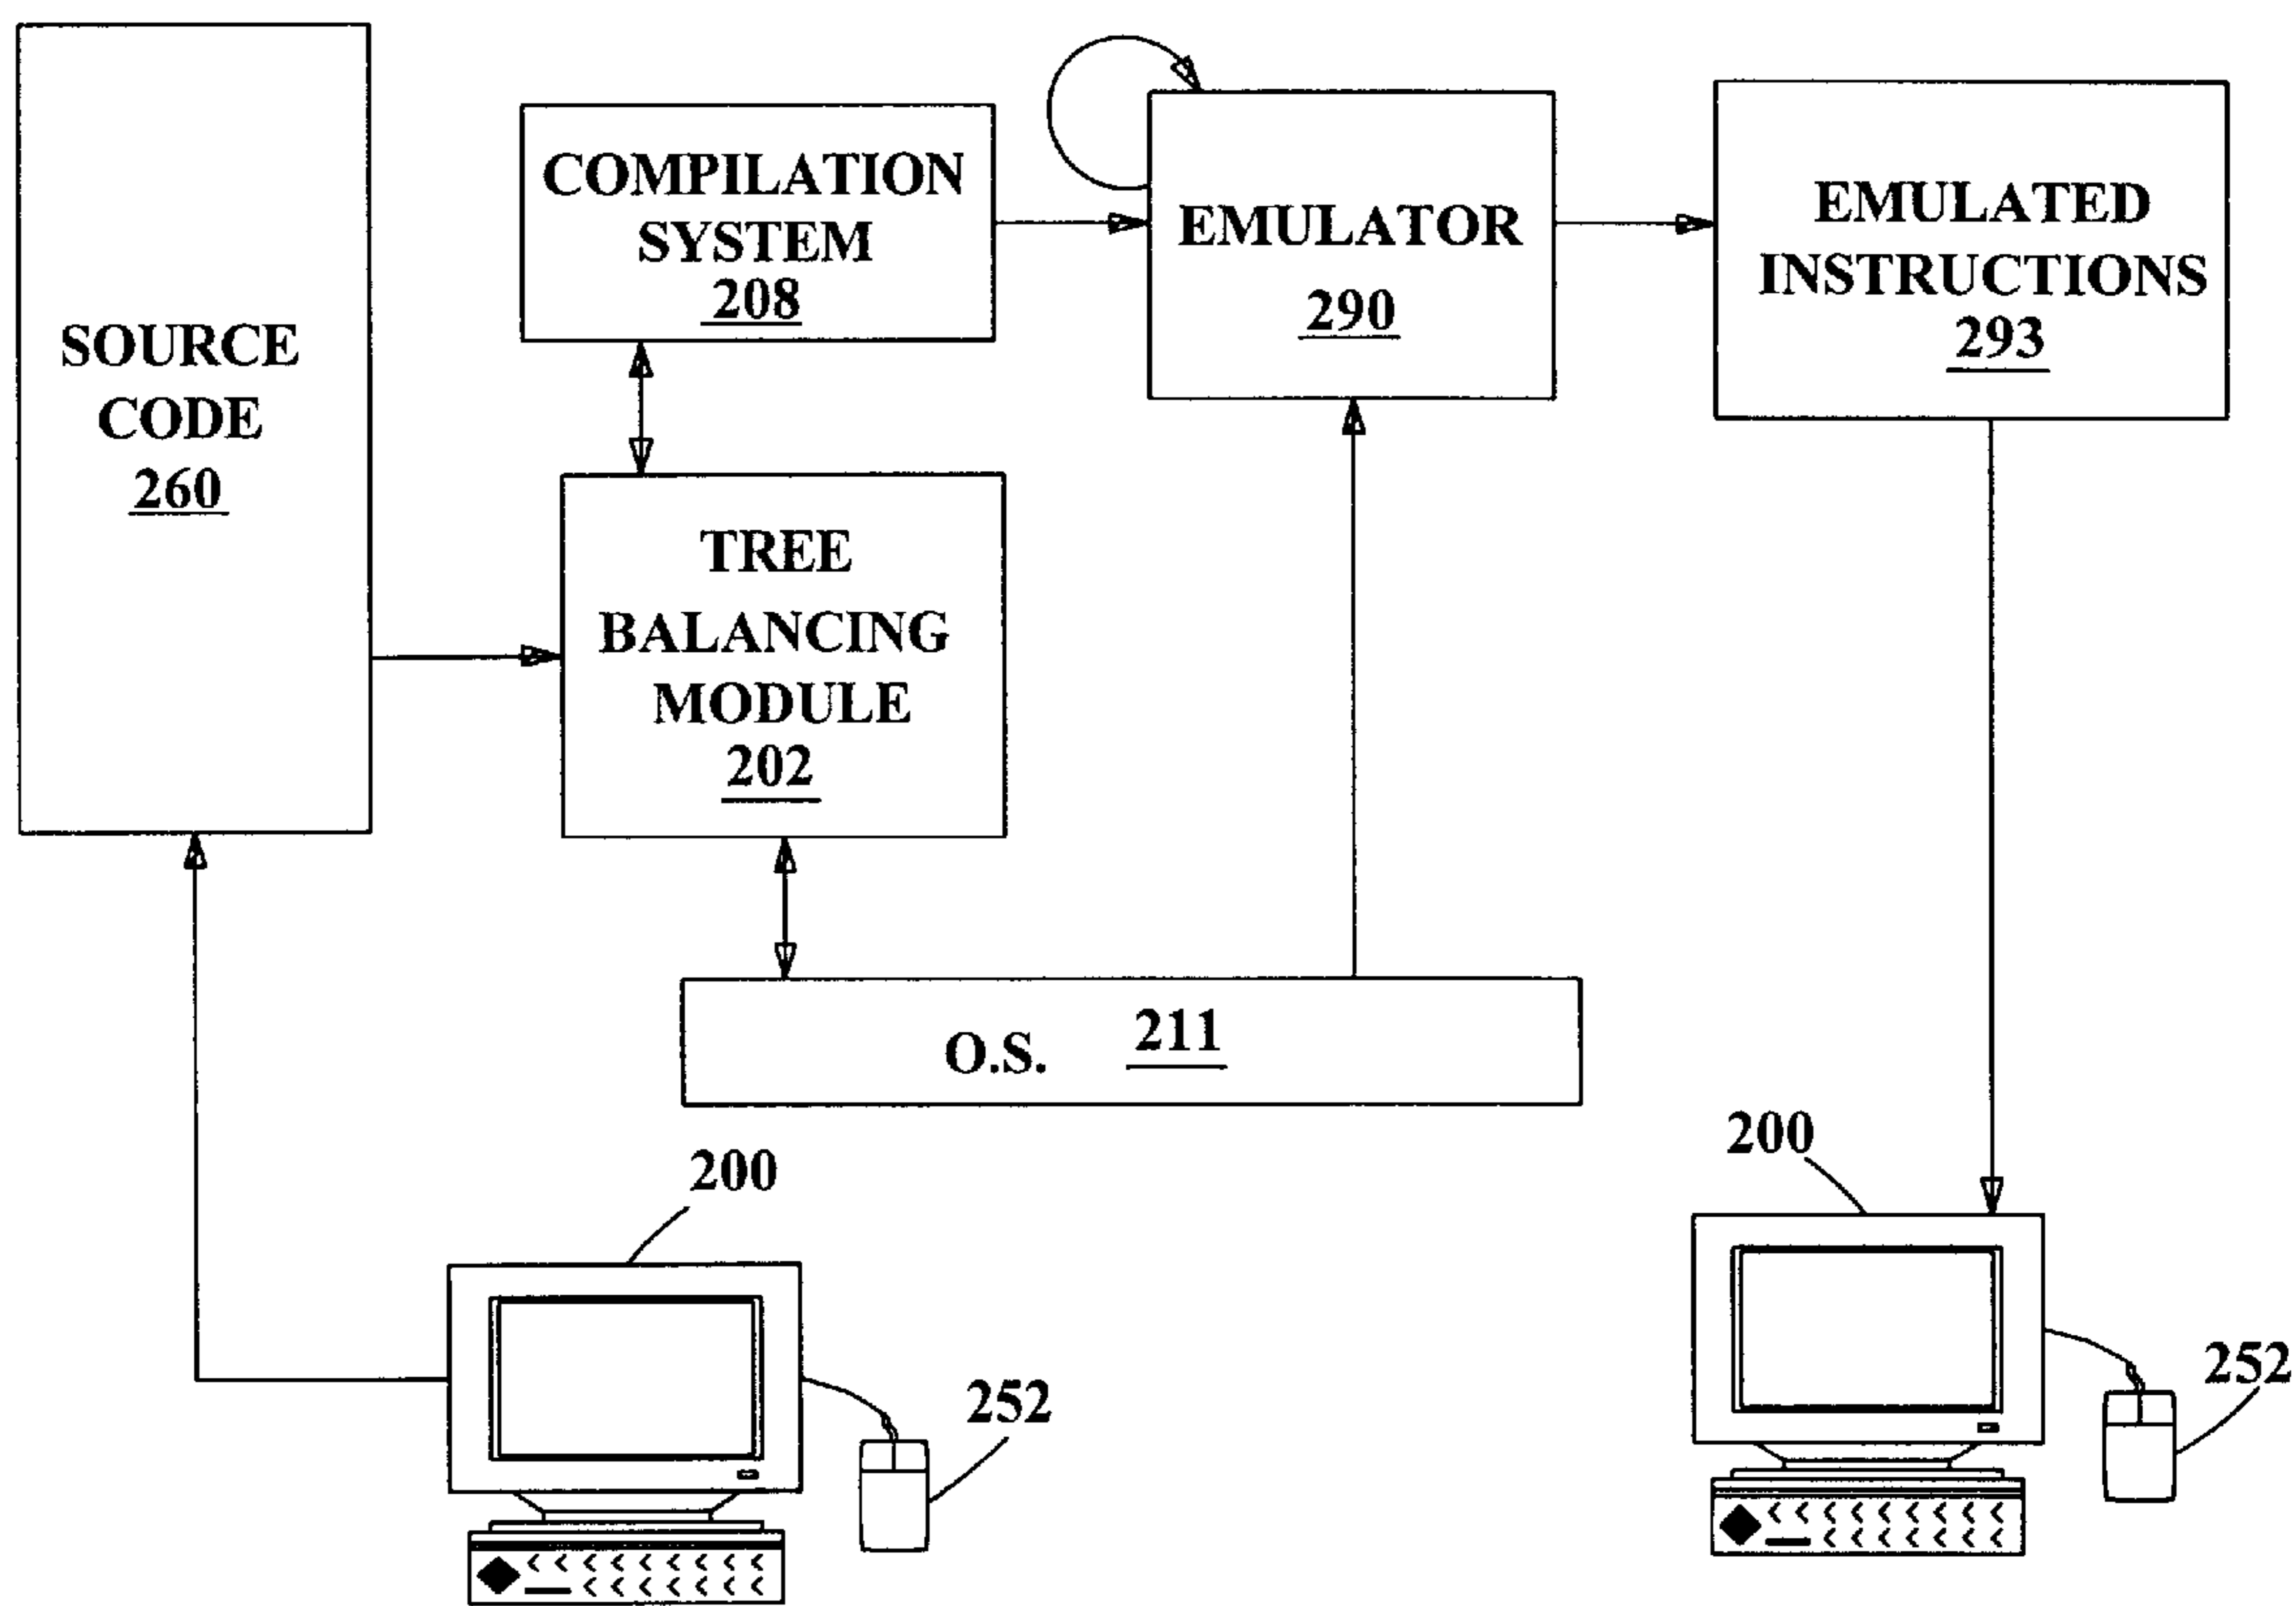 SOURCE
CODE
260
COMPILATION
SYSTEM
208
EMULATOR
290
EMULATED
INSTRUCTIONS
293
TREE
BALANCING
MODULE
202
O.S. 211
200
252
200
252